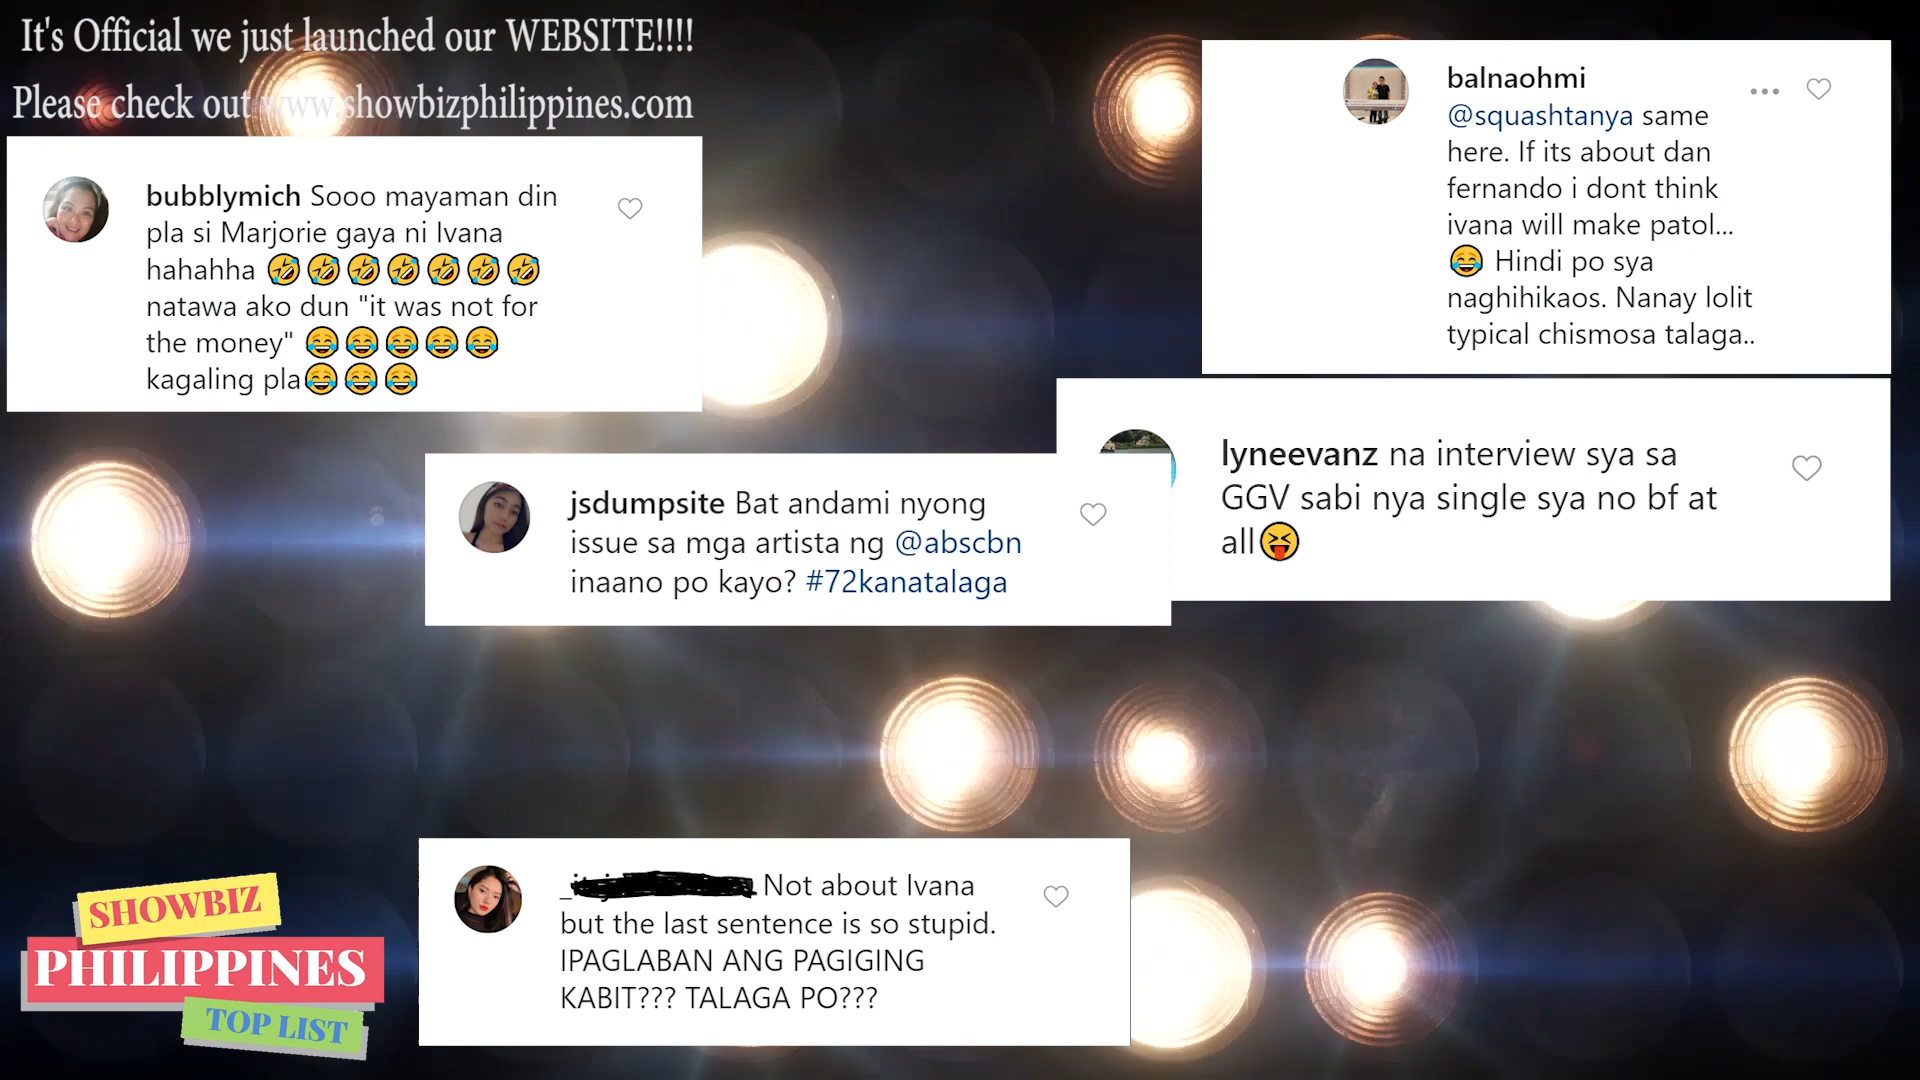 It's Official we just launched our WEBSITE!!!!
Please check out www.showbizphilippines.com
bubblymich Sooo mayaman din
pla si Marjorie gaya ni Ivana
hahahha 🤣🤣🤣🤣🤣🤣🤣
natawa ako dun "it was not for
the money" 😂😂😂😂😂
kagaling pla😂😂😂
balnaohmi
@squashtanya same
here. If its about dan
fernando i dont think
ivana will make patol...
😂 Hindi po sya
naghihikaos. Nanay lolit
typical chismosa talaga..
lyneevanz na interview sya sa
GGV sabi nya single sya no bf at
all😝
jsdumpsite Bat andami nyong
issue sa mga artista ng @abscbn
inaano po kayo? #72kanatalaga
Not about Ivana
but the last sentence is so stupid.
IPAGLABAN ANG PAGIGING
KABIT??? TALAGA PO???
SHOWBIZ
PHILIPPINES
TOP LIST